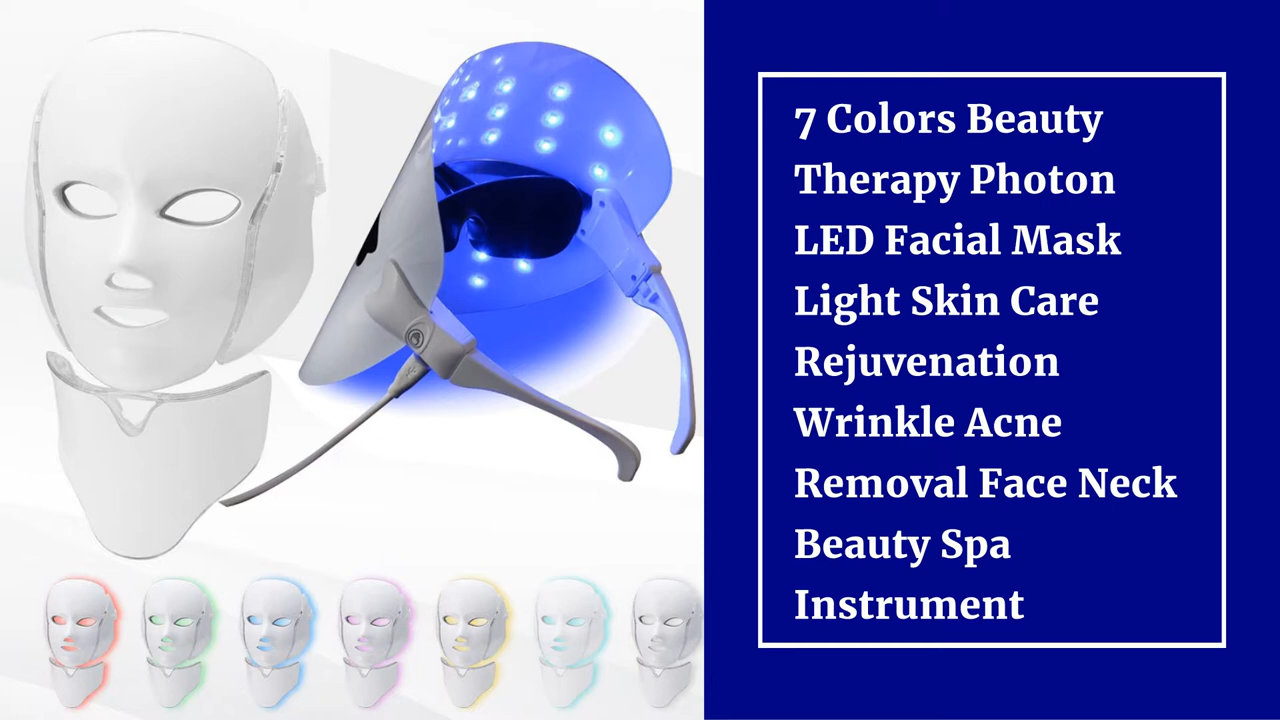 7 Colors Beauty
Therapy Photon
LED Facial Mask
Light Skin Care
Rejuvenation
Wrinkle Acne
Removal Face Neck
Beauty Spa
Instrument